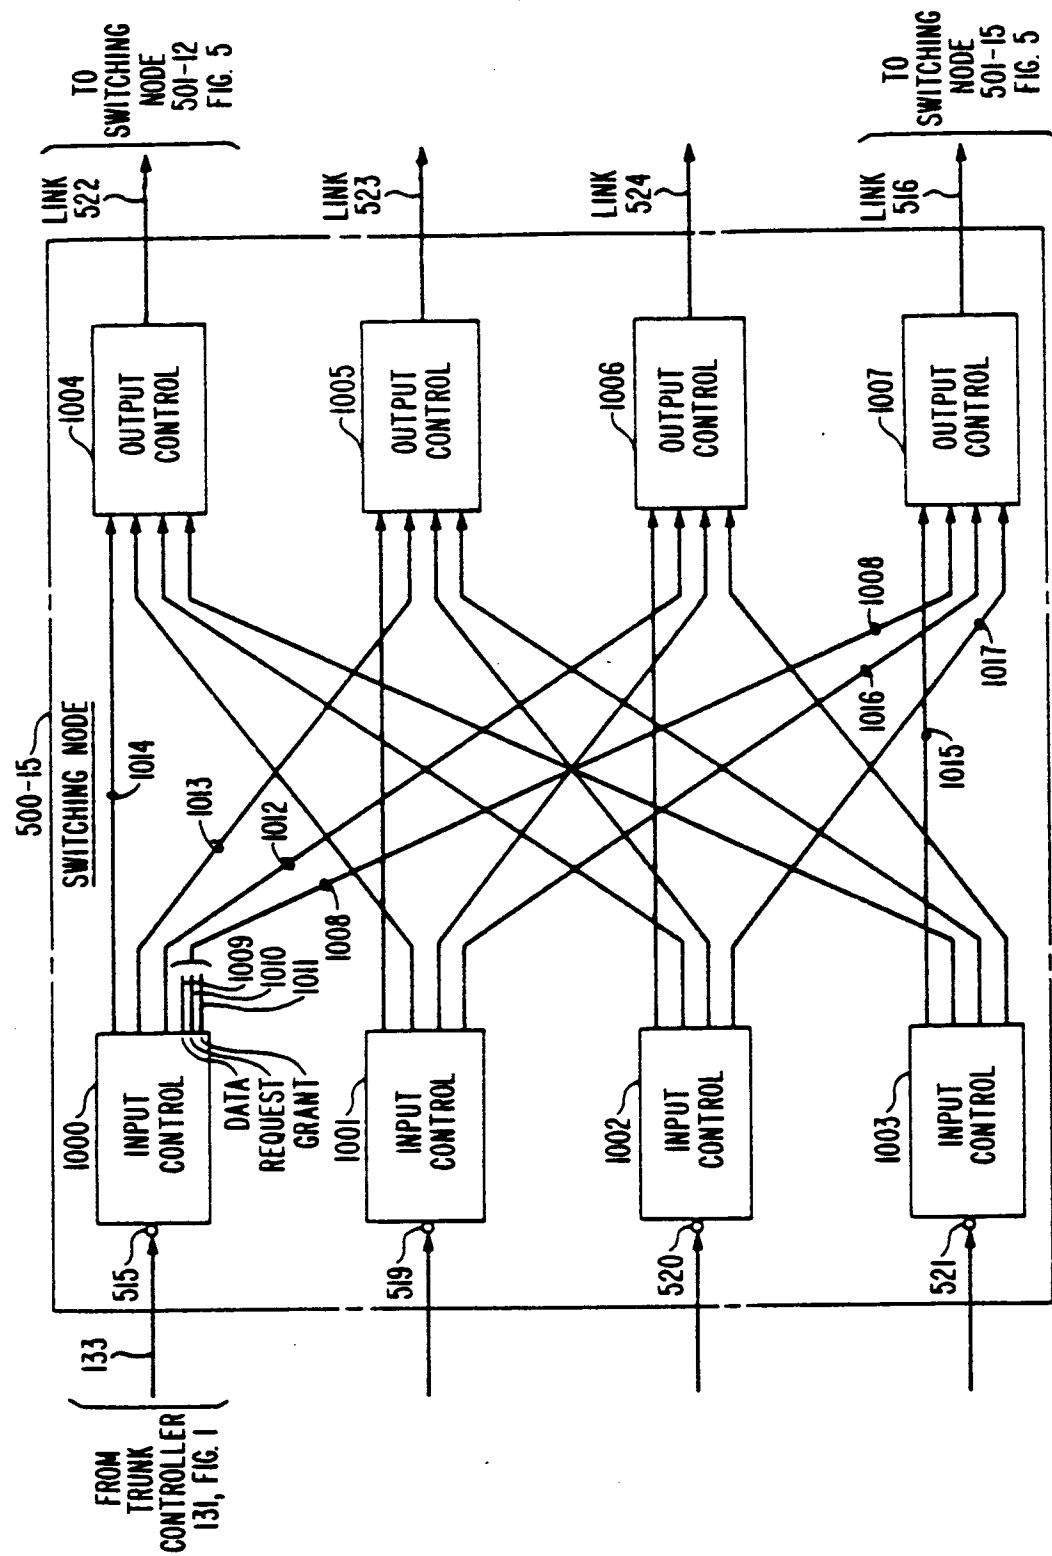 500-15
SWITCHING NODE
FROM
TRUNK
CONTROLLER
131, FIG. 1
133
515
1000
INPUT
CONTROL
DATA
REQUEST
GRANT
1009
1010
1011
1008
1012
1013
1014
1004
OUTPUT
CONTROL
LINK
522
TO
SWITCHING
NODE
501-12
FIG. 5
519
1001
INPUT
CONTROL
1005
OUTPUT
CONTROL
LINK
523
520
1002
INPUT
CONTROL
1006
OUTPUT
CONTROL
LINK
524
521
1003
INPUT
CONTROL
1015
1016
1008
1017
1007
OUTPUT
CONTROL
LINK
516
TO
SWITCHING
NODE
501-15
FIG. 5